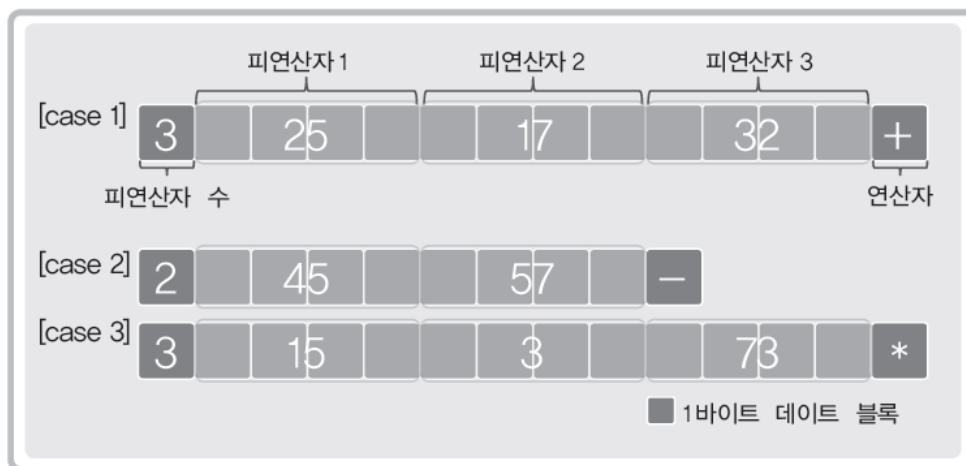 피연산자 1 피연산자 2 피연산자 3
[case 1] 3 25 17 32 +
피연산자 수 연산자
[case 2] 2 45 57 −
[case 3] 3 15 3 73 *
1바이트 데이트 블록